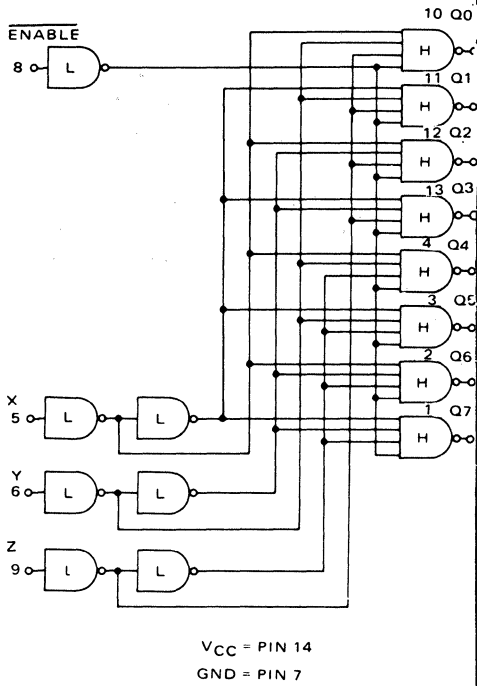 10 Q0
ENABLE
8 L
H
11 Q1
H
12 Q2
H
13 Q3
H
4 Q4
H
3 Q5
H
2 Q6
H
1 Q7
H
X
5 L L
Y
6 L L
Z
9 L L
VCC = PIN 14
GND = PIN 7